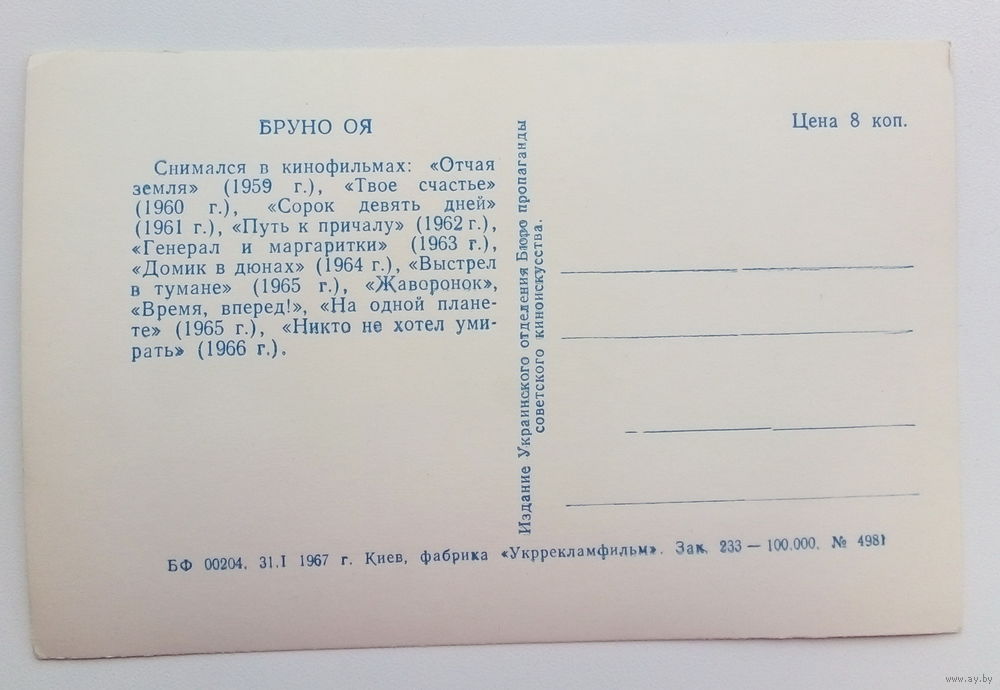 БРУНО ОЯ
Снимался в кинофильмах: «Отчая
земля» (1959 г.), «Твое счастье»
(1960 г.), «Сорок девять дней»
(1961 г.), «Путь к причалу» (1962 г.),
«Генерал и маргаритки» (1963 г.),
«Домик в дюнах» (1964 г.), «Выстрел
в тумане» (1965 г.), «Жаворонок»,
«Время, вперед!», «На одной плане-
те» (1965 г.), «Никто не хотел уми-
рать» (1966 г.).
Издание Украинского отделения Бюро пропаганды
советского киноискусства.
Цена 8 коп.
БФ 00204. 31.I 1967 г. Киев, фабрика «Укррекламфильм». Зак. 233 — 100.000. № 4981
www.ay.by